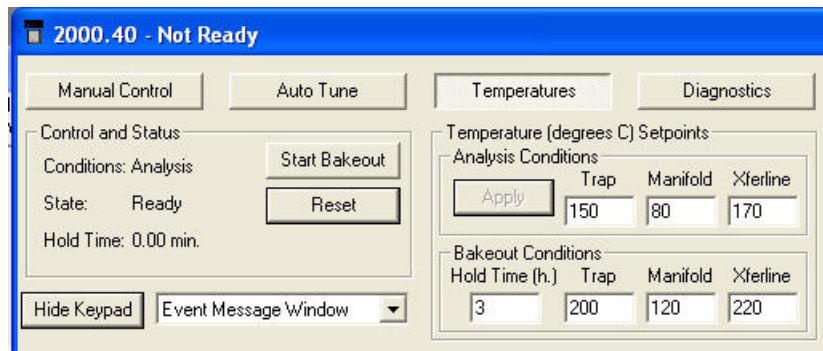 2000.40 - Not Ready
Manual Control Auto Tune Temperatures Diagnostics
Control and Status
Conditions: Analysis
Start Bakeout
State: Ready
Reset
Hold Time: 0.00 min.
Hide Keypad Event Message Window
Temperature (degrees C) Setpoints
Analysis Conditions
Trap Manifold Xferline
Apply 150 80 170
Bakeout Conditions
Hold Time (h.) Trap Manifold Xferline
3 200 120 220